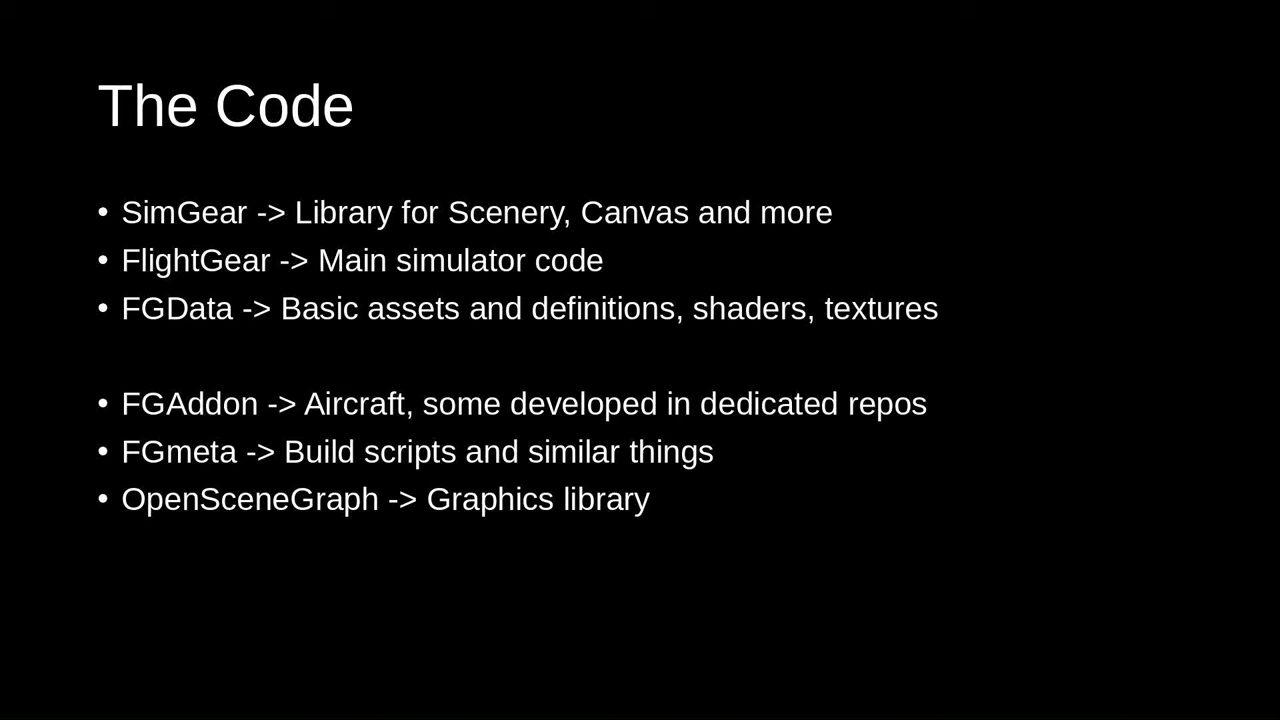 The Code
• SimGear -> Library for Scenery, Canvas and more
• FlightGear -> Main simulator code
• FGData -> Basic assets and definitions, shaders, textures
• FGAddon -> Aircraft, some developed in dedicated repos
• FGmeta -> Build scripts and similar things
• OpenSceneGraph -> Graphics library